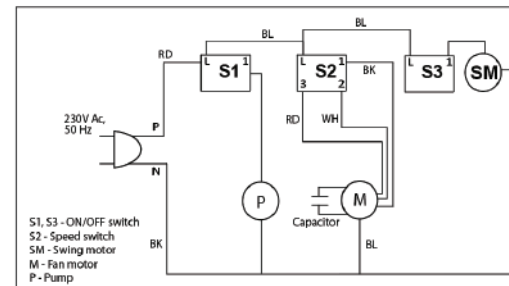 BL
BL
RD
L 1
S1
L 1
S2
3 2
BK
L 1
S3
SM
230V Ac,
50 Hz
P
N
RD
WH
P
M
Capacitor
BK
BL
S1, S3 - ON/OFF switch
S2 - Speed switch
SM - Swing motor
M - Fan motor
P - Pump